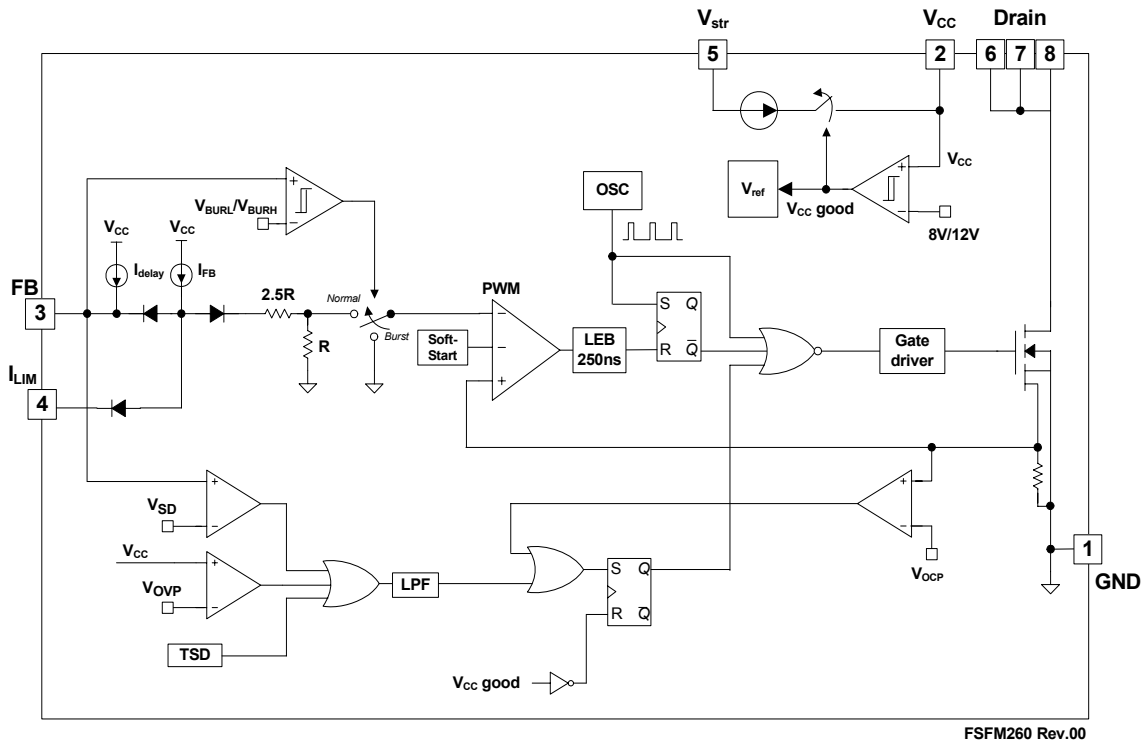 Vstr
VCC
Drain
5
2
6
7
8
VCC
Vref
VCC good
8V/12V
OSC
VBURL/VBURH
+
−
VCC
VCC
Idelay
IFB
FB
3
2.5R
R
Normal
Burst
PWM
Soft-
Start
−
−
+
LEB
250ns
S
Q
R
Q
Gate
driver
ILIM
4
VSD
+
−
VCC
VOVP
+
−
TSD
LPF
S
Q
R
Q
VCC good
+
−
VOCP
1
GND
FSFM260 Rev.00